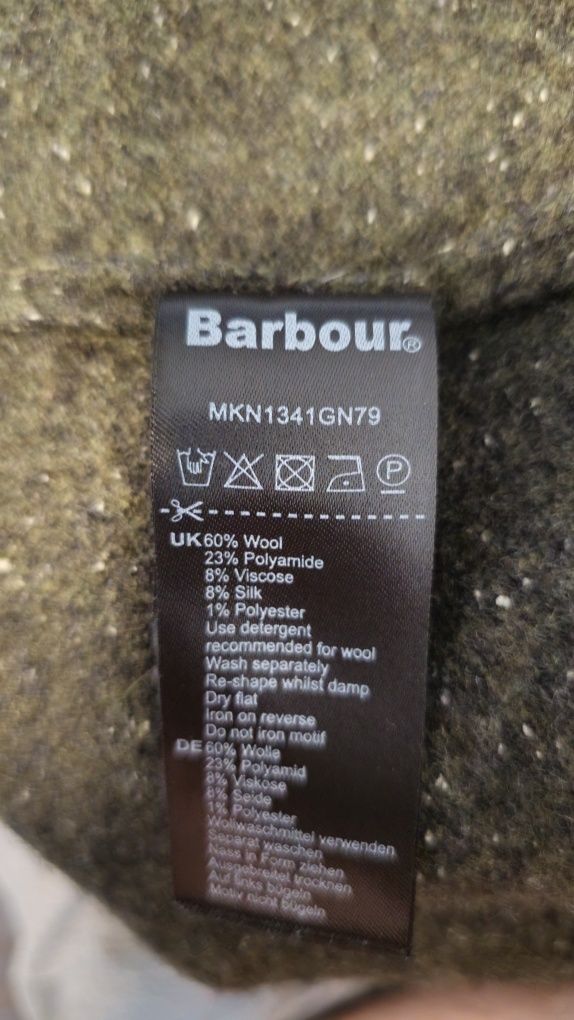 Barbour®
MKN1341GN79
P
UK 60% Wool
23% Polyamide
8% Viscose
8% Silk
1% Polyester
Use detergent
recommended for wool
Wash separately
Re-shape whilst damp
Dry flat
Iron on reverse
Do not iron motif
DE 60% Wolle
23% Polyamid
8% Viskose
8% Seide
1% Polyester
Wollwaschmittel verwenden
Separat waschen
Nass in Form ziehen
Ausgebreitet trocknen
Auf links bügeln
Motiv nicht bügeln